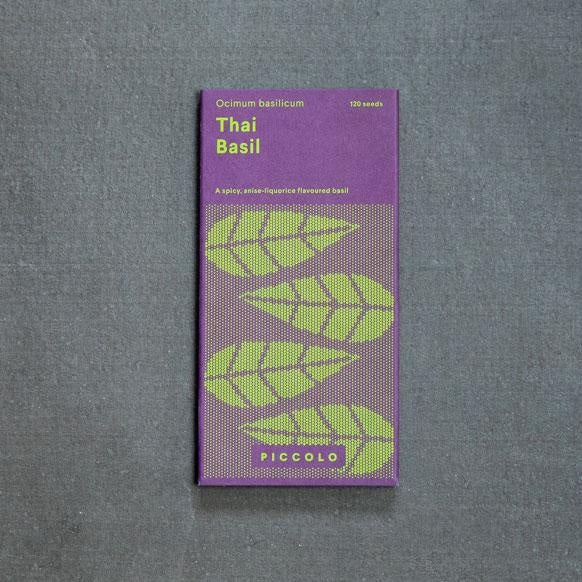 Ocimum basilicum 120 seeds
Thai
Basil
A spicy, anise-liquorice flavoured basil
PICCOLO